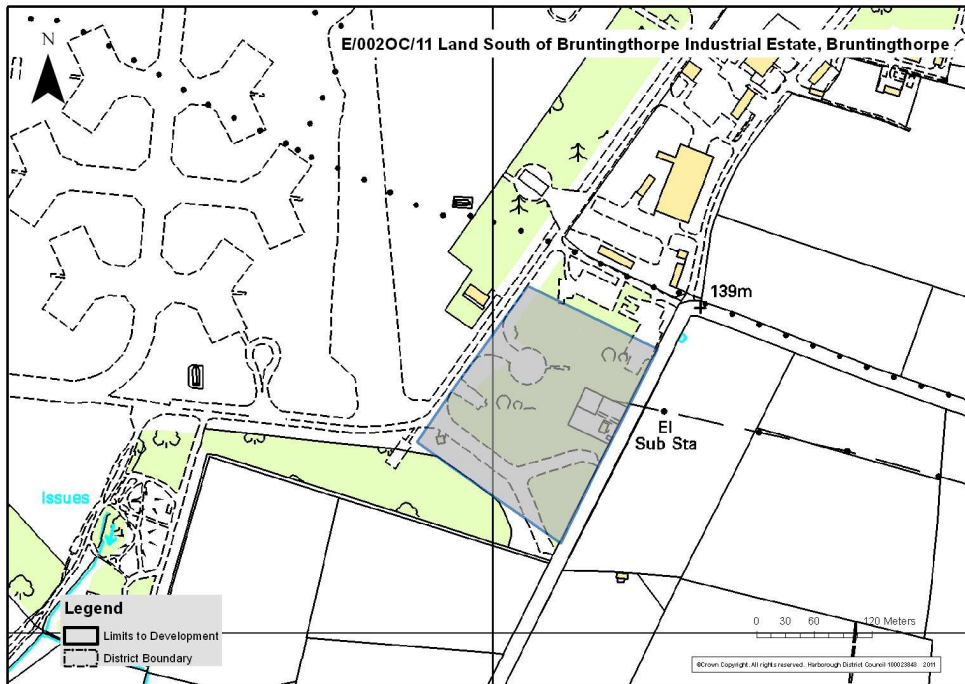 E/002OC/11 Land South of Bruntingthorpe Industrial Estate, Bruntingthorpe
N
139m
El
Sub Sta
Issues
Legend
Limits to Development
District Boundary
0 30 60 120 Meters
©Crown Copyright. All rights reserved. Harborough District Council 100023843 2011